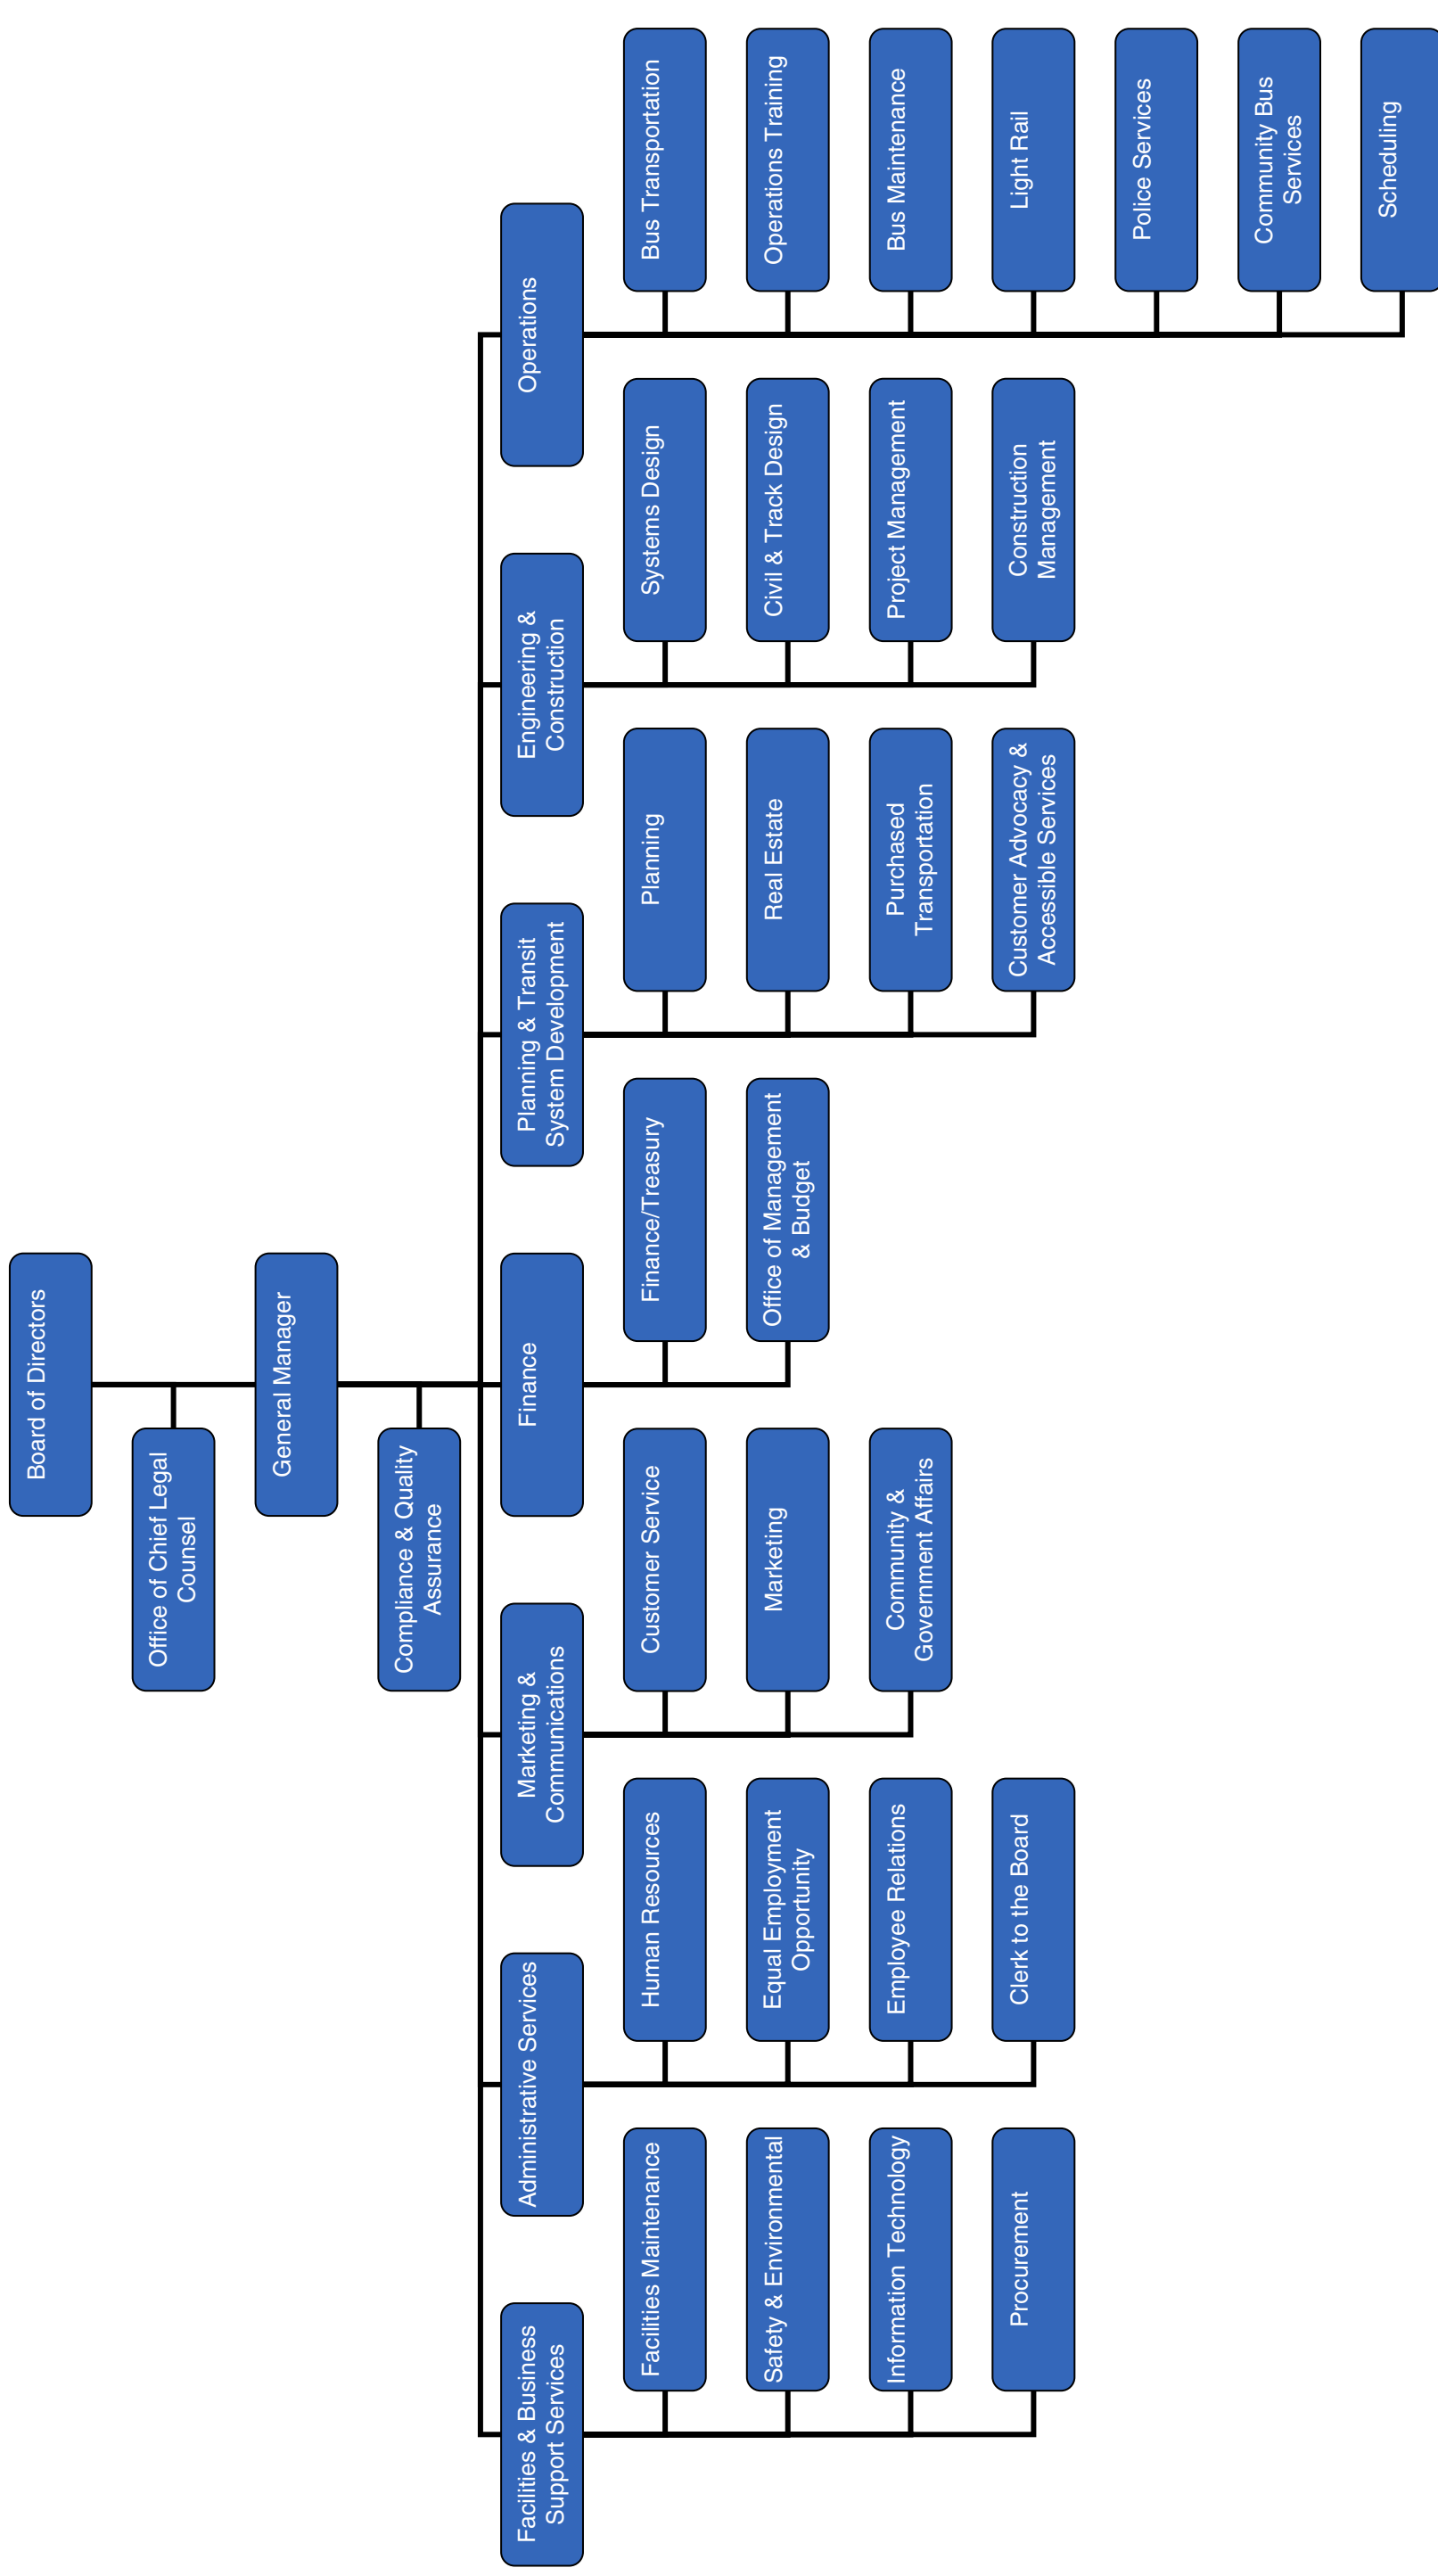 Board of Directors
Office of Chief Legal
Counsel
General Manager
Compliance & Quality
Assurance
Facilities & Business
Support Services
Facilities Maintenance
Safety & Environmental
Information Technology
Procurement
Administrative Services
Human Resources
Equal Employment
Opportunity
Employee Relations
Clerk to the Board
Marketing &
Communications
Customer Service
Marketing
Community &
Government Affairs
Finance
Finance/Treasury
Office of Management
& Budget
Planning & Transit
System Development
Planning
Real Estate
Purchased
Transportation
Customer Advocacy &
Accessible Services
Engineering &
Construction
Systems Design
Civil & Track Design
Project Management
Construction
Management
Operations
Bus Transportation
Operations Training
Bus Maintenance
Light Rail
Police Services
Community Bus
Services
Scheduling